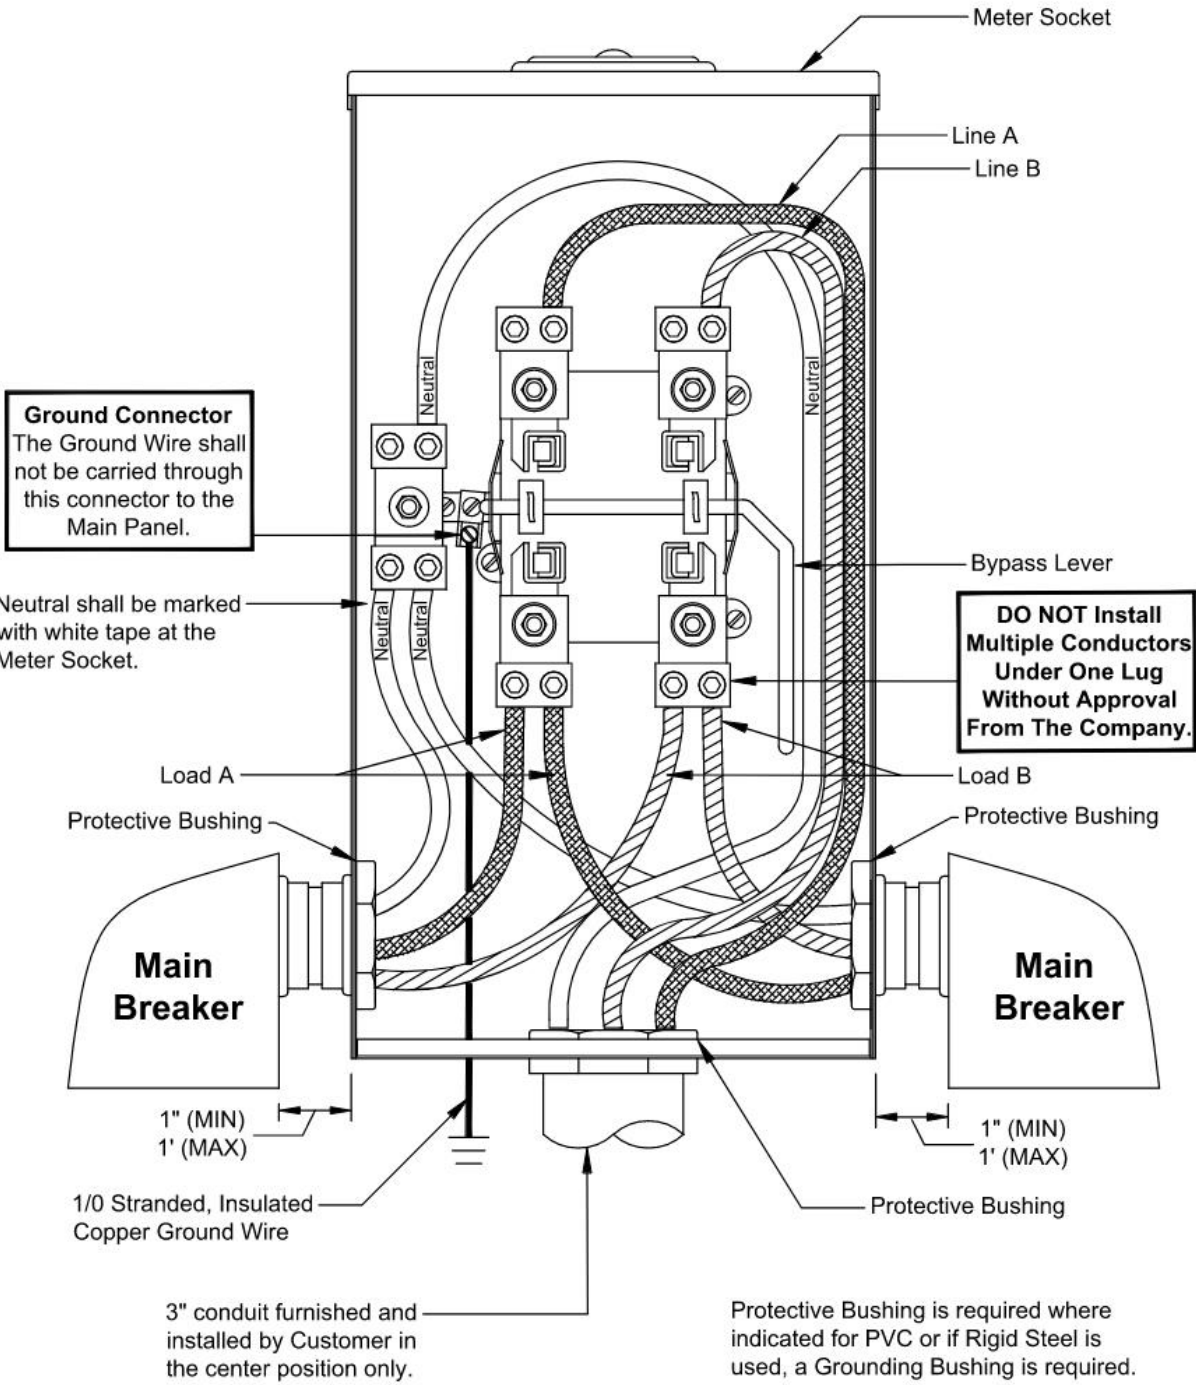 Meter Socket
Line A
Line B
Neutral
Neutral
Ground Connector
The Ground Wire shall
not be carried through
this connector to the
Main Panel.
Bypass Lever
Neutral shall be marked
with white tape at the
Meter Socket.
Neutral
Neutral
DO NOT Install
Multiple Conductors
Under One Lug
Without Approval
From The Company.
Load A
Load B
Protective Bushing
Protective Bushing
Main
Breaker
Main
Breaker
1" (MIN)
1' (MAX)
1" (MIN)
1' (MAX)
1/0 Stranded, Insulated
Copper Ground Wire
Protective Bushing
3" conduit furnished and
installed by Customer in
the center position only.
Protective Bushing is required where
indicated for PVC or if Rigid Steel is
used, a Grounding Bushing is required.